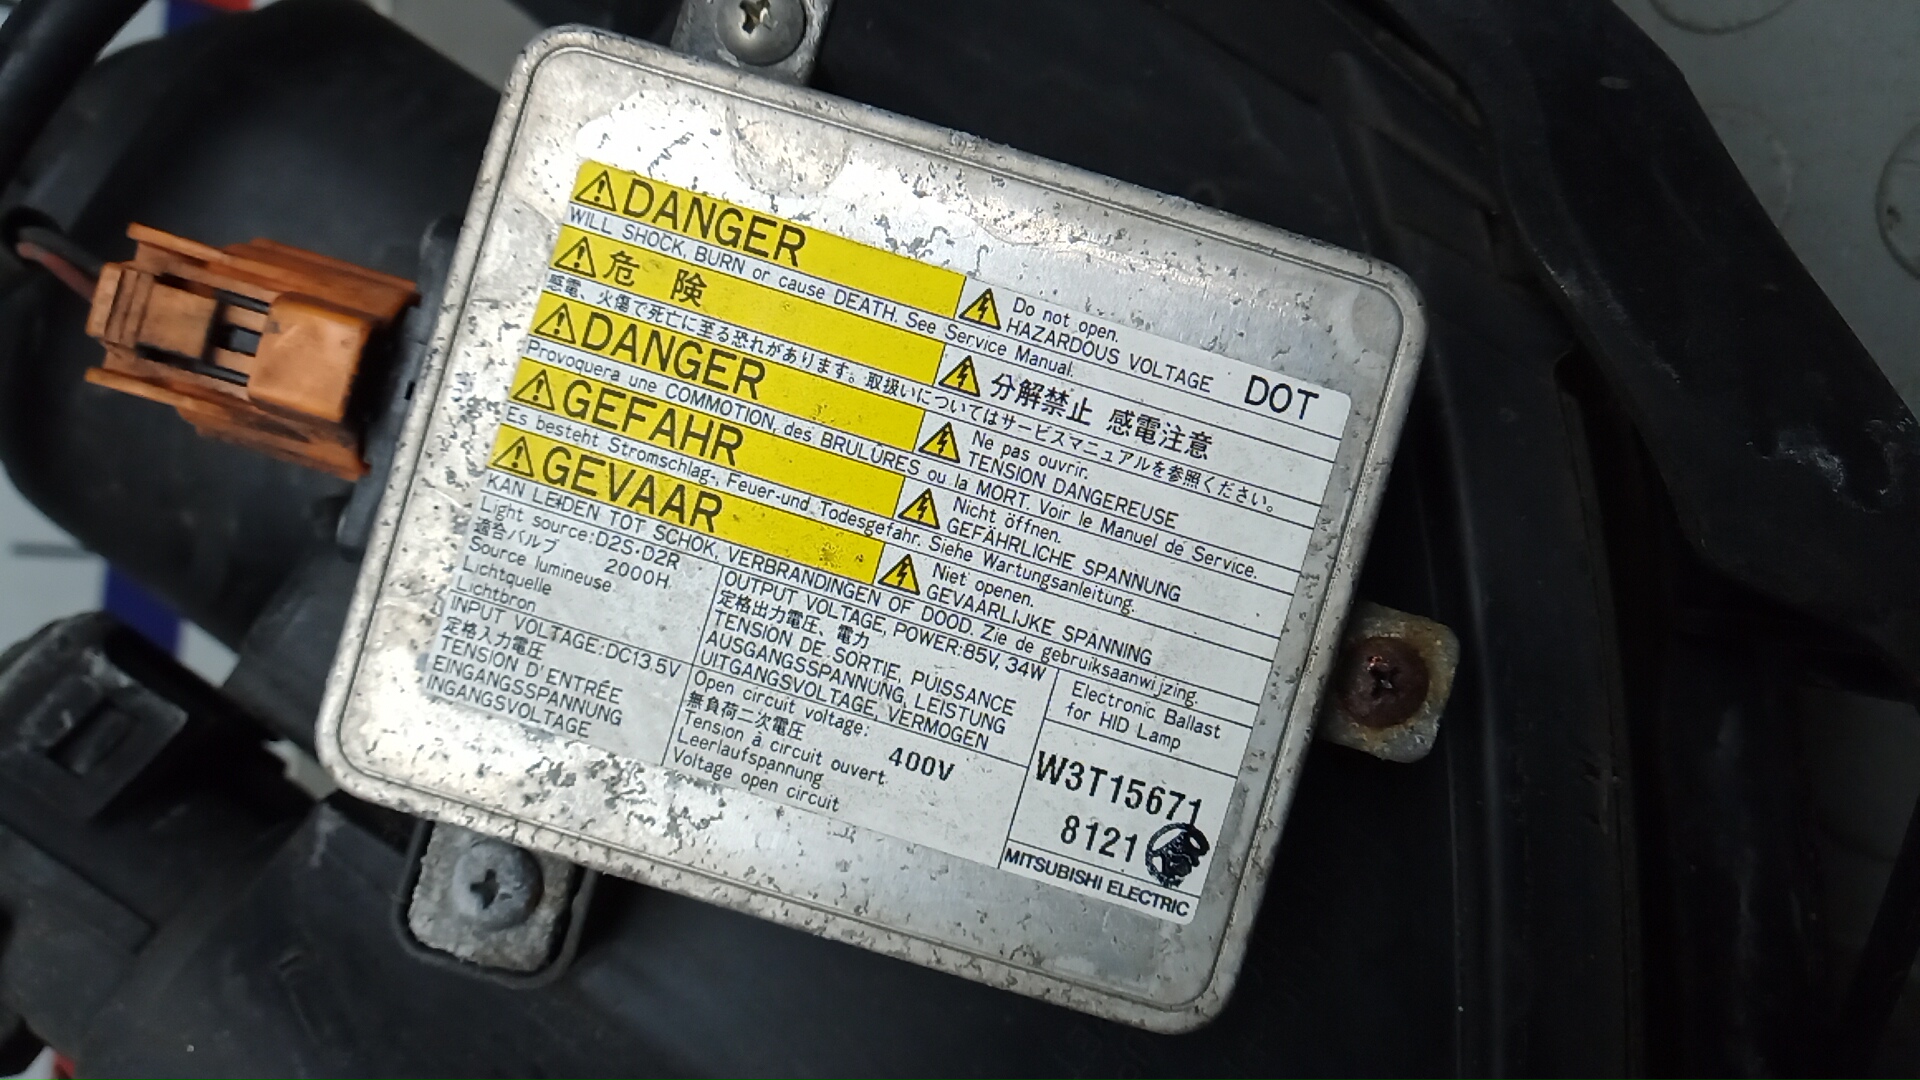 DANGER
WILL SHOCK, BURN or cause DEATH. See Service Manual.
Do not open.
HAZARDOUS VOLTAGE
DOT
危 険
感電、火傷で死亡に至る恐れがあります。取扱いについてはサービスマニュアルを参照ください。
分解禁止 感電注意
DANGER
Provoquera une COMMOTION, des BRULÛRES ou la MORT. Voir le Manuel de Service.
Ne pas ouvrir.
TENSION DANGEREUSE
GEFAHR
Es besteht Stromschlag-, Feuer-und Todesgefahr. Siehe Wartungsanleitung.
Nicht öffnen.
GEFÄHRLICHE SPANNUNG
GEVAAR
KAN LEIDEN TOT SCHOK, VERBRANDINGEN OF DOOD. Zie de gebruiksaanwijzing.
Niet openen.
GEVAARLIJKE SPANNING
Light source:D2S·D2R
適合バルブ 2000H
Source lumineuse
Lichtquelle
Lichtbron
INPUT VOLTAGE:DC13.5V
定格入力電圧
TENSION D'ENTRÉE
EINGANGSSPANNUNG
INGANGSVOLTAGE
OUTPUT VOLTAGE, POWER:85V, 34W
定格出力電圧、電力
TENSION DE SORTIE, PUISSANCE
AUSGANGSSPANNUNG, LEISTUNG
UITGANGSVOLTAGE, VERMOGEN
Open circuit voltage:
無負荷二次電圧
Tension à circuit ouvert 400V
Leerlaufspannung
Voltage open circuit
Electronic Ballast
for HID Lamp
W3T15671
8121
MITSUBISHI ELECTRIC